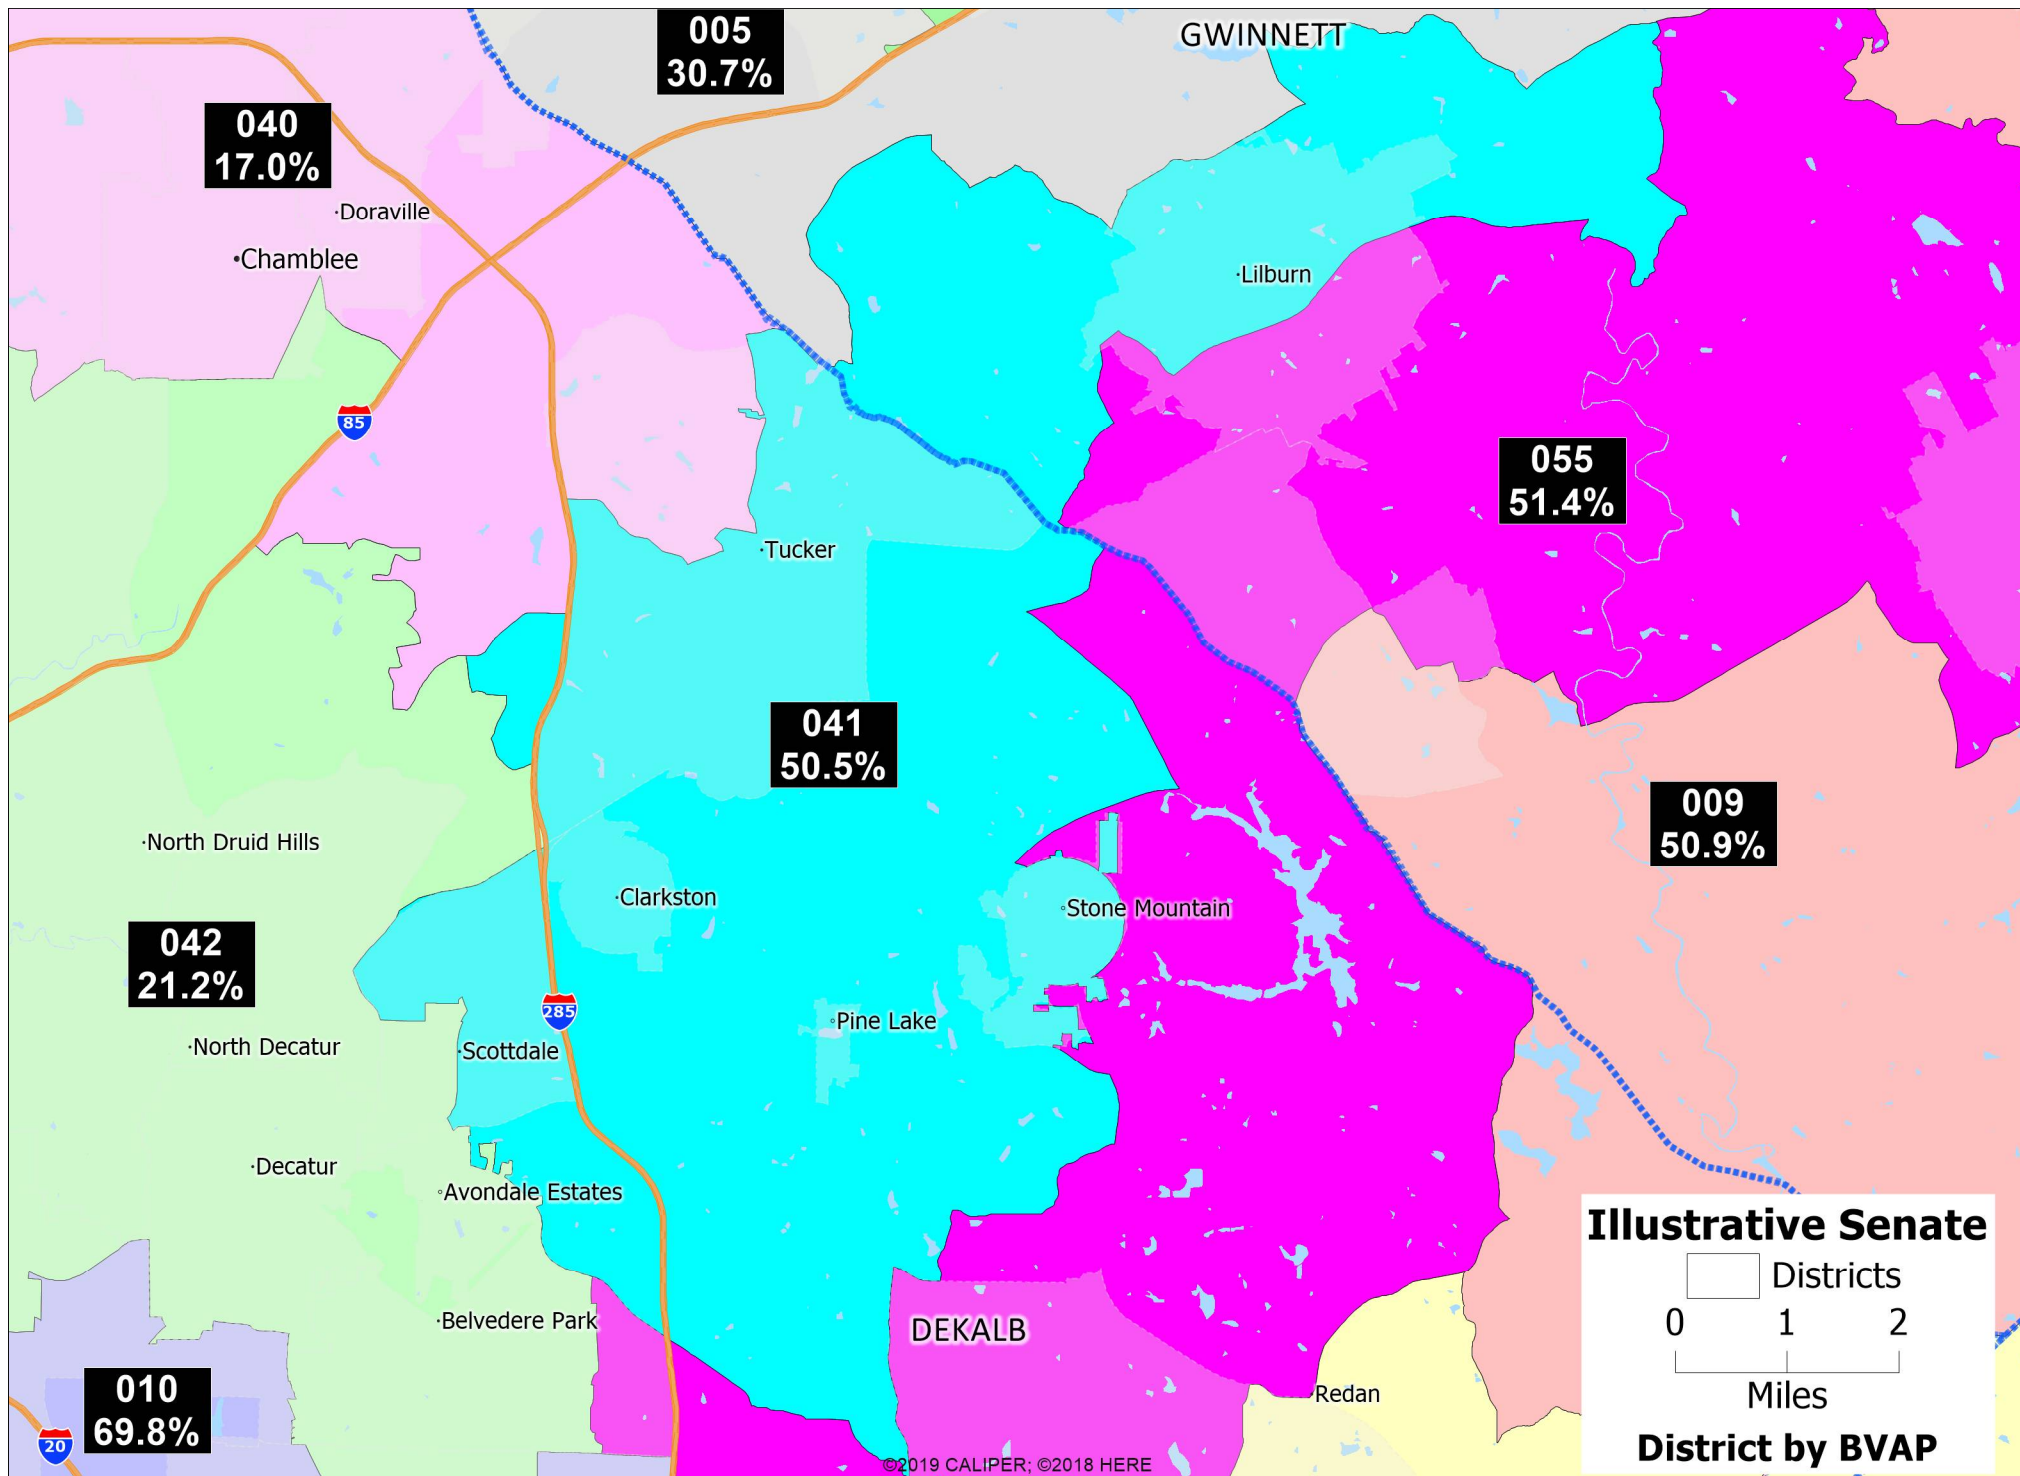 005
30.7%
GWINNETT
040
17.0%
Doraville
Chamble​e
Lilburn
85
055
51.4%
Tucker
041
50.5%
009
50.9%
North Druid Hills
Clarkston
Stone Mountain
042
21.2%
285
Pine Lake
North Decatur
Scottdale
Decatur
Avondale Estates
Illustrative Senate
Districts
0 1 2
Miles
District by BVAP
Belvedere Park
DEKALB
010
69.8%
Redan
20
©2019 CALIPER; ©2018 HERE